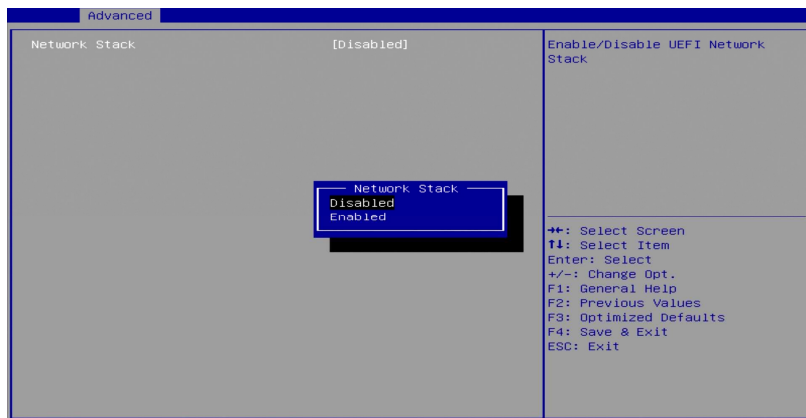 Advanced
Network Stack [Disabled]
Enable/Disable UEFI Network
Stack
Network Stack
Disabled
Enabled
→←: Select Screen
↑↓: Select Item
Enter: Select
+/-: Change Opt.
F1: General Help
F2: Previous Values
F3: Optimized Defaults
F4: Save & Exit
ESC: Exit